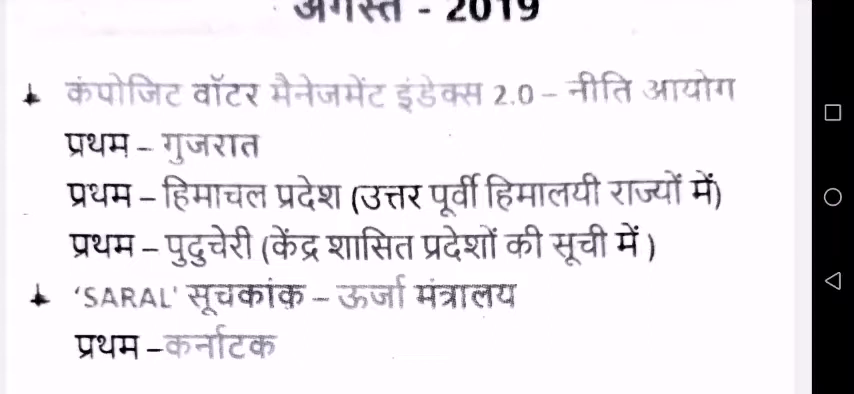 अगस्त - 2019
कंपोजिट वॉटर मैनेजमेंट इंडेक्स 2.0 – नीति आयोग
प्रथम – गुजरात
प्रथम – हिमाचल प्रदेश (उत्तर पूर्वी हिमालयी राज्यों में)
प्रथम – पुदुचेरी (केंद्र शासित प्रदेशों की सूची में )
‘SARAL' सूचकांक – ऊर्जा मंत्रालय
प्रथम –कर्नाटक